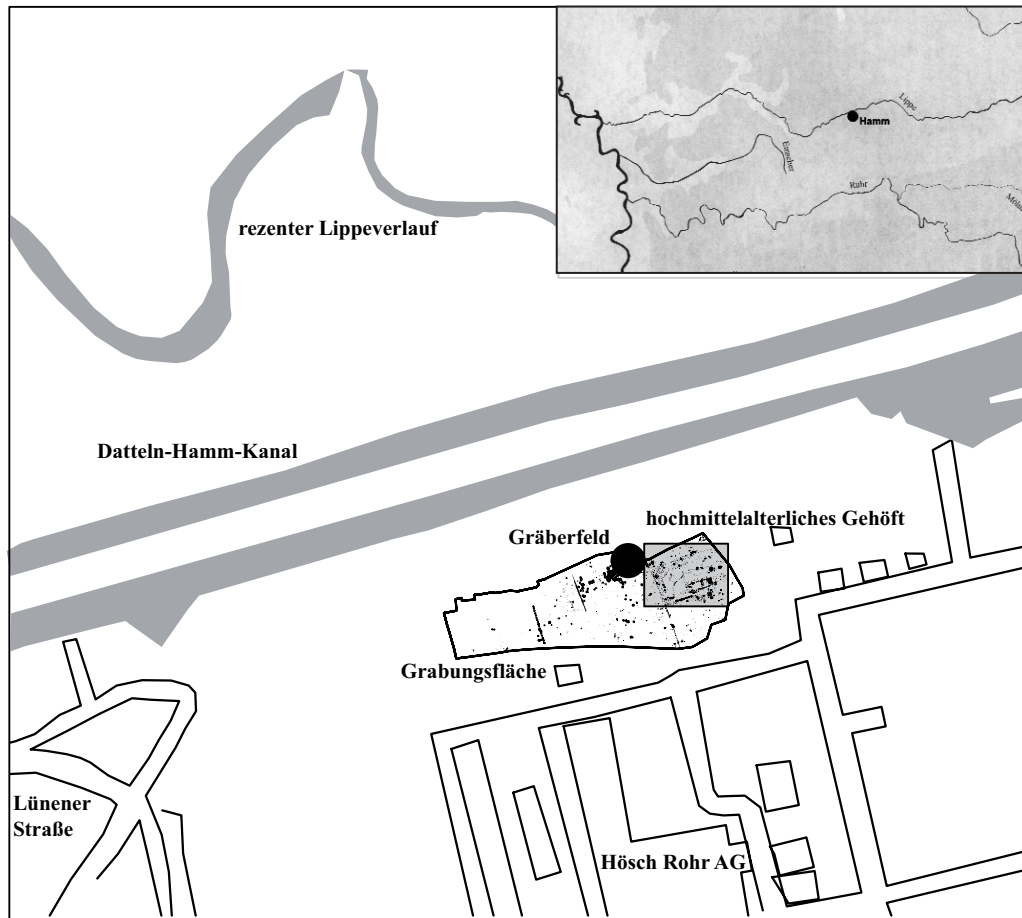 Lippe
Hamm
Emscher
Ruhr
rezenter Lippeverlauf
Datteln-Hamm-Kanal
hochmittelalterliches Gehöft
Gräberfeld
Grabungsfläche
Lünener
Straße
Hösch Rohr AG